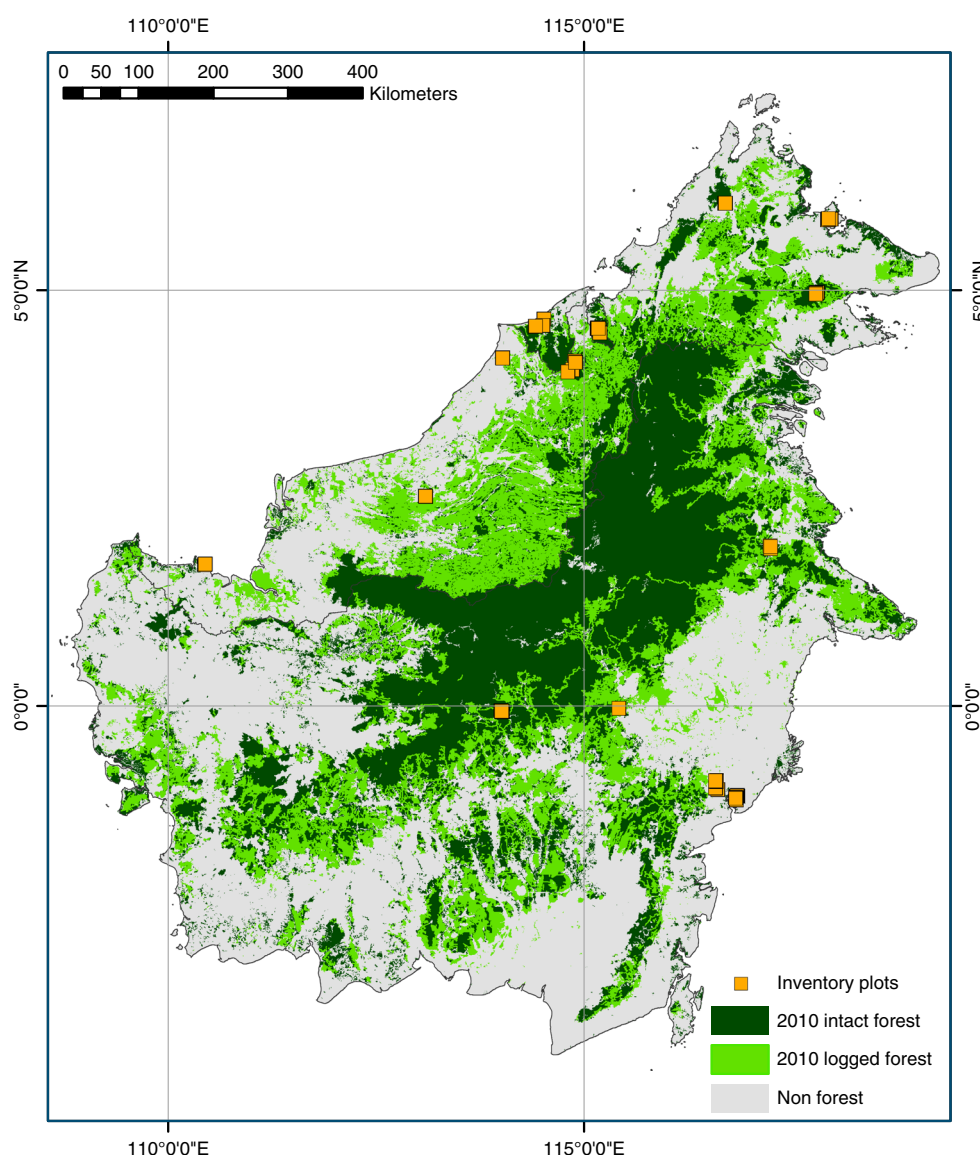 110°0'0"E 115°0'0"E
0 50 100 200 300 400
Kilometers
5°0'0"N 5°0'0"N
0°0'0" 0°0'0"
Inventory plots
2010 intact forest
2010 logged forest
Non forest
110°0'0"E 115°0'0"E